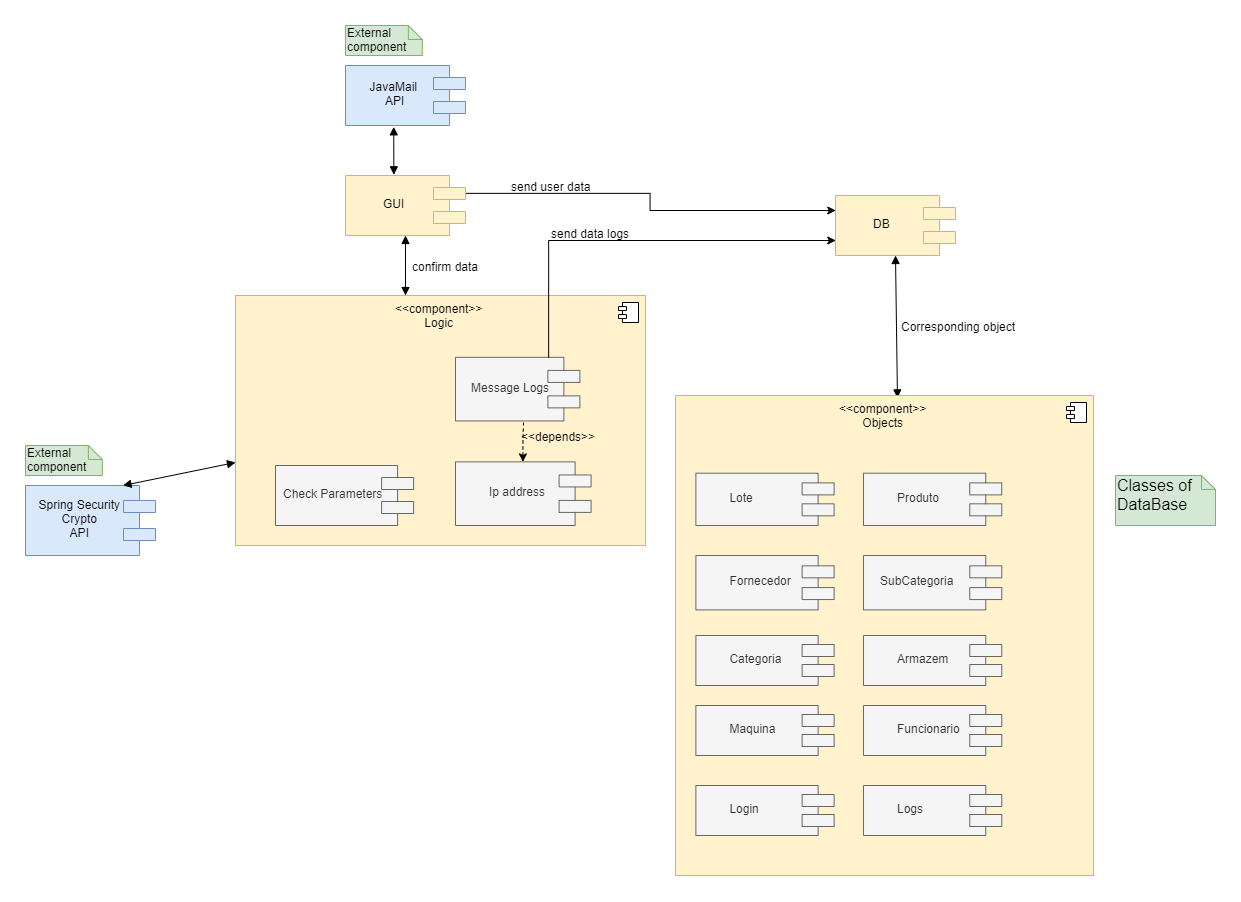 External
component
JavaMail
API
GUI
send user data
DB
send data logs
confirm data
<<component>>
Logic
Corresponding object
Message Logs
<<depends>>
Check Parameters
Ip address
External
component
Spring Security
Crypto
API
<<component>>
Objects
Lote
Produto
Classes of
DataBase
Fornecedor
SubCategoria
Categoria
Armazem
Maquina
Funcionario
Login
Logs